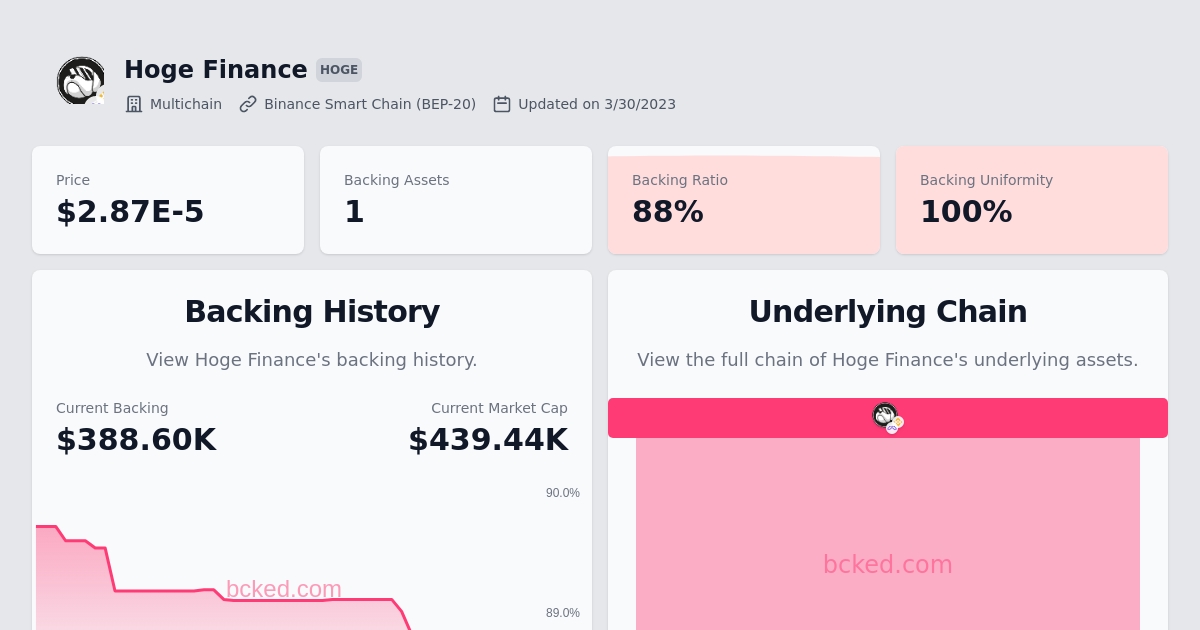 Hoge Finance HOGE
Multichain Binance Smart Chain (BEP-20) Updated on 3/30/2023
Price
$2.87E-5
Backing Assets
1
Backing Ratio
88%
Backing Uniformity
100%
Backing History
View Hoge Finance's backing history.
Current Backing
$388.60K
Current Market Cap
$439.44K
90.0%
bcked.com
89.0%
Underlying Chain
View the full chain of Hoge Finance's underlying assets.
bcked.com